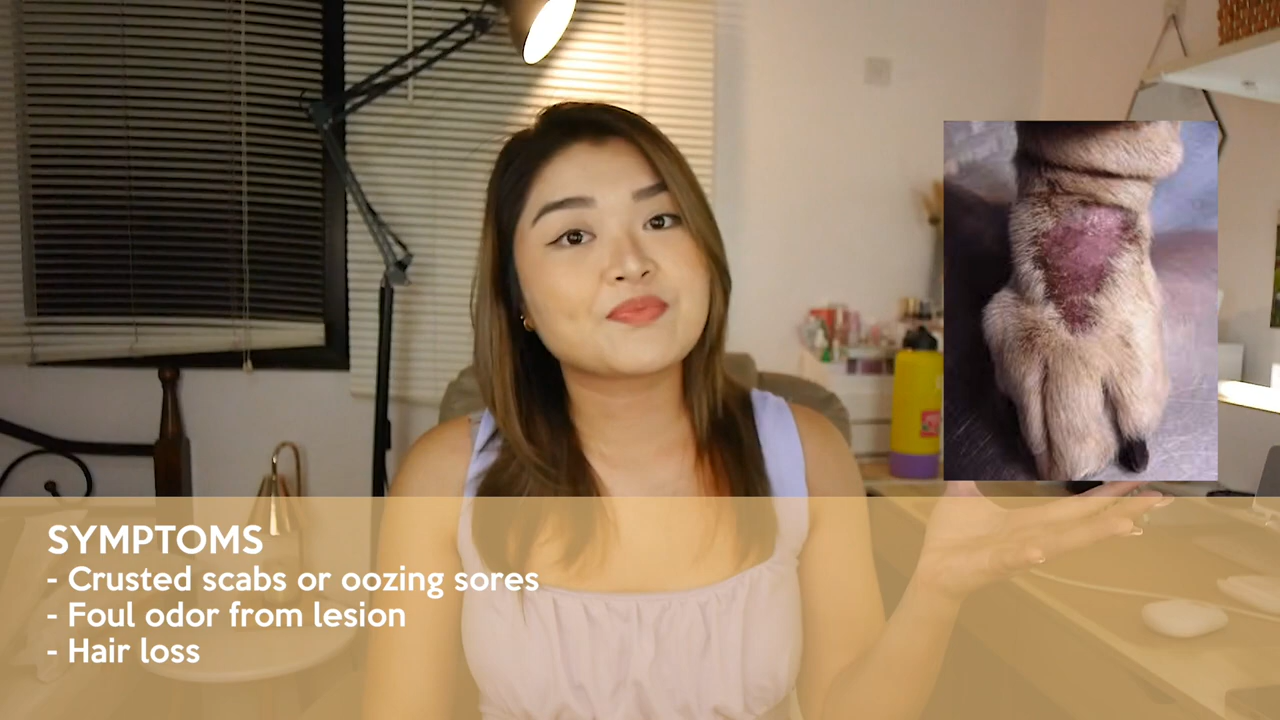 SYMPTOMS
- Crusted scabs or oozing sores
- Foul odor from lesion
- Hair loss